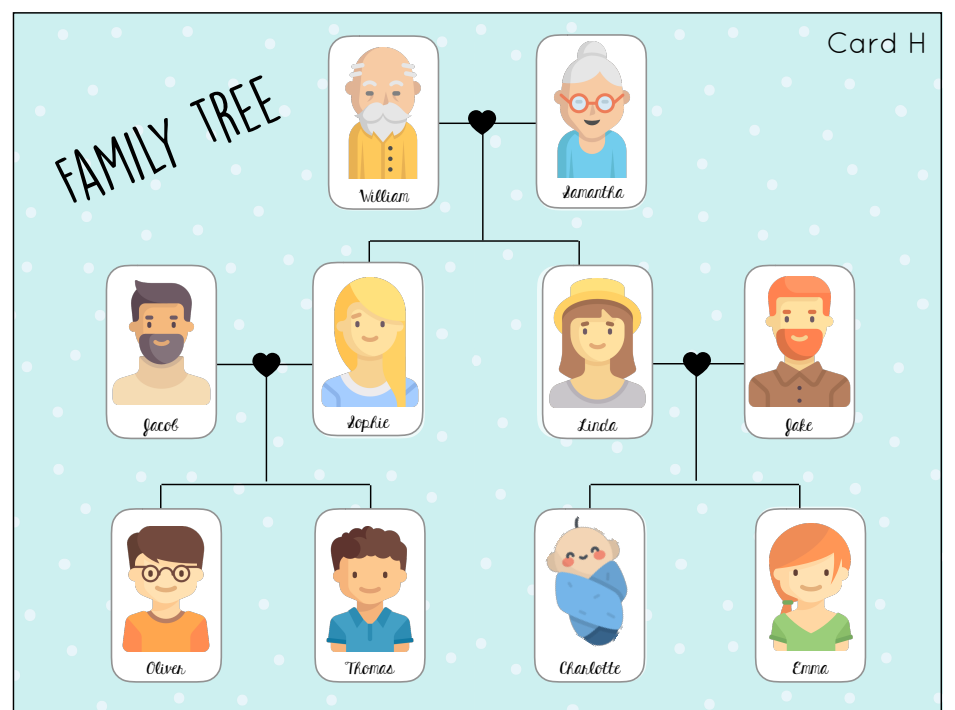 Card H
FAMILY TREE
William
Samantha
Jacob
Sophie
Linda
Jake
Oliver
Thomas
Charlotte
Emma